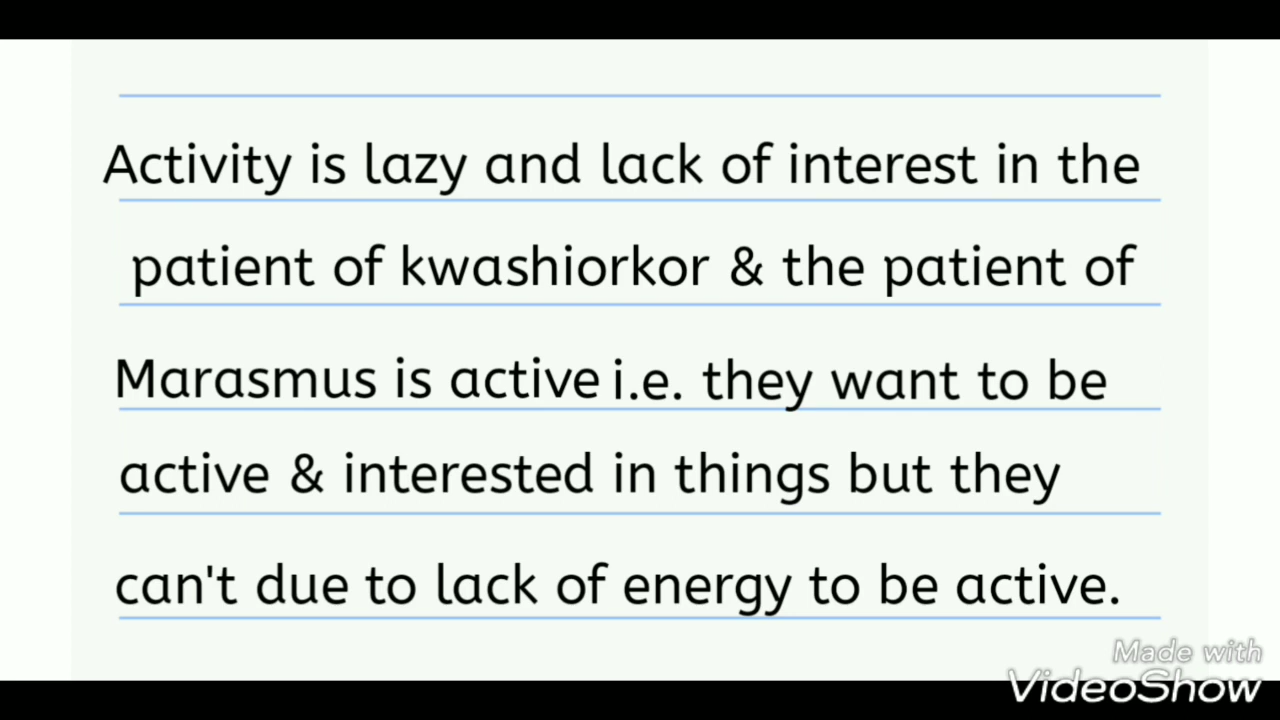 Activity is lazy and lack of interest in the
patient of kwashiorkor & the patient of
Marasmus is active i.e. they want to be
active & interested in things but they
can't due to lack of energy to be active.
Made with
VideoShow